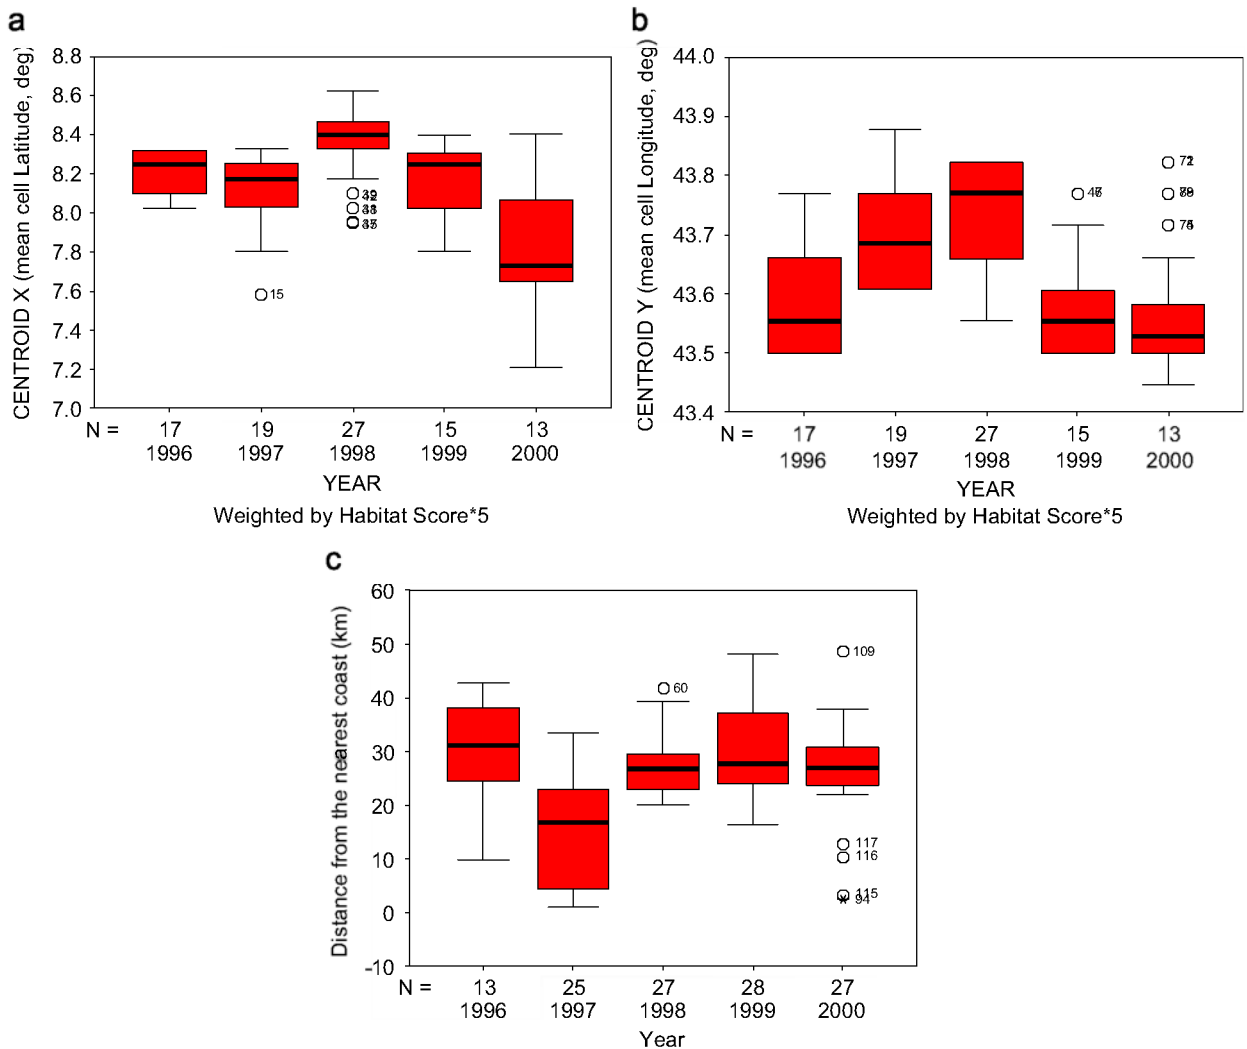 a
CENTROID X (mean cell Latitude, deg)
8.8
8.6
8.4
8.2
8.0
7.8
7.6
7.4
7.2
7.0
15
N = 17 19 27 15 13
1996 1997 1998 1999 2000
YEAR
Weighted by Habitat Score*5
b
CENTROID Y (mean cell Longitude, deg)
44.0
43.9
43.8
43.7
43.6
43.5
43.4
N = 17 19 27 15 13
1996 1997 1998 1999 2000
YEAR
Weighted by Habitat Score*5
c
Distance from the nearest coast (km)
60
50
40
30
20
10
0
-10
60
109
117
116
115
94
N = 13 25 27 28 27
1996 1997 1998 1999 2000
Year